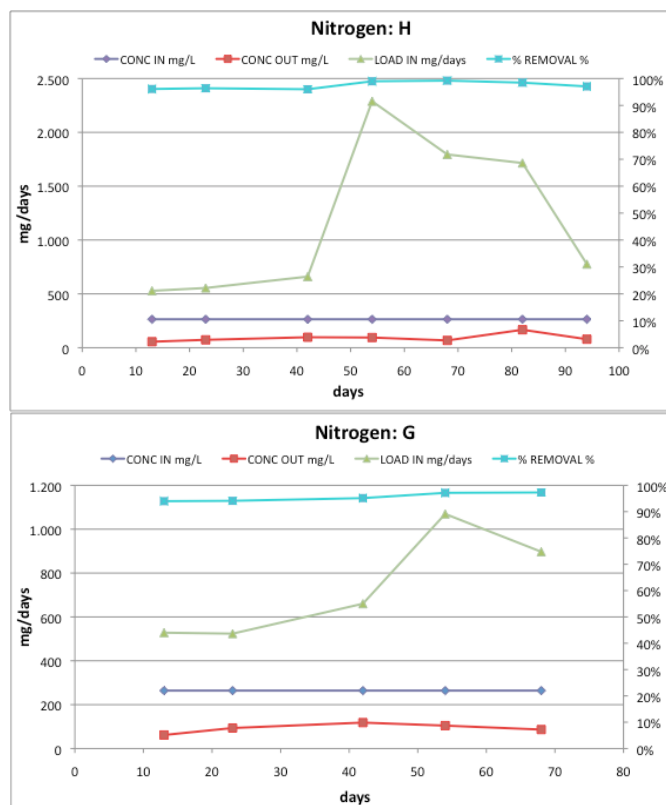 Nitrogen: H
CONC IN mg/L CONC OUT mg/L LOAD IN mg/days % REMOVAL %
2.500 100%
90%
2.000 80%
70%
1.500 60%
50%
1.000 40%
30%
500 20%
10%
0 0%
mg/days
0 10 20 30 40 50 60 70 80 90 100
days
Nitrogen: G
CONC IN mg/L CONC OUT mg/L LOAD IN mg/days % REMOVAL %
1.200 100%
90%
1.000 80%
70%
800
60%
600 50%
40%
400 30%
200 20%
10%
0 0%
mg/days
0 10 20 30 40 50 60 70 80
days